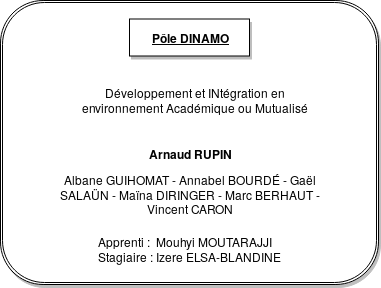 Pôle DINAMO
Développement et INtégration en
environnement Académique ou Mutualisé
Arnaud RUPIN
Albane GUIHOMAT - Annabel BOURDÉ - Gaël
SALAÜN - Maïna DIRINGER - Marc BERHAUT -
Vincent CARON
Apprenti : Mouhyi MOUTARAJJI
Stagiaire : Izere ELSA-BLANDINE